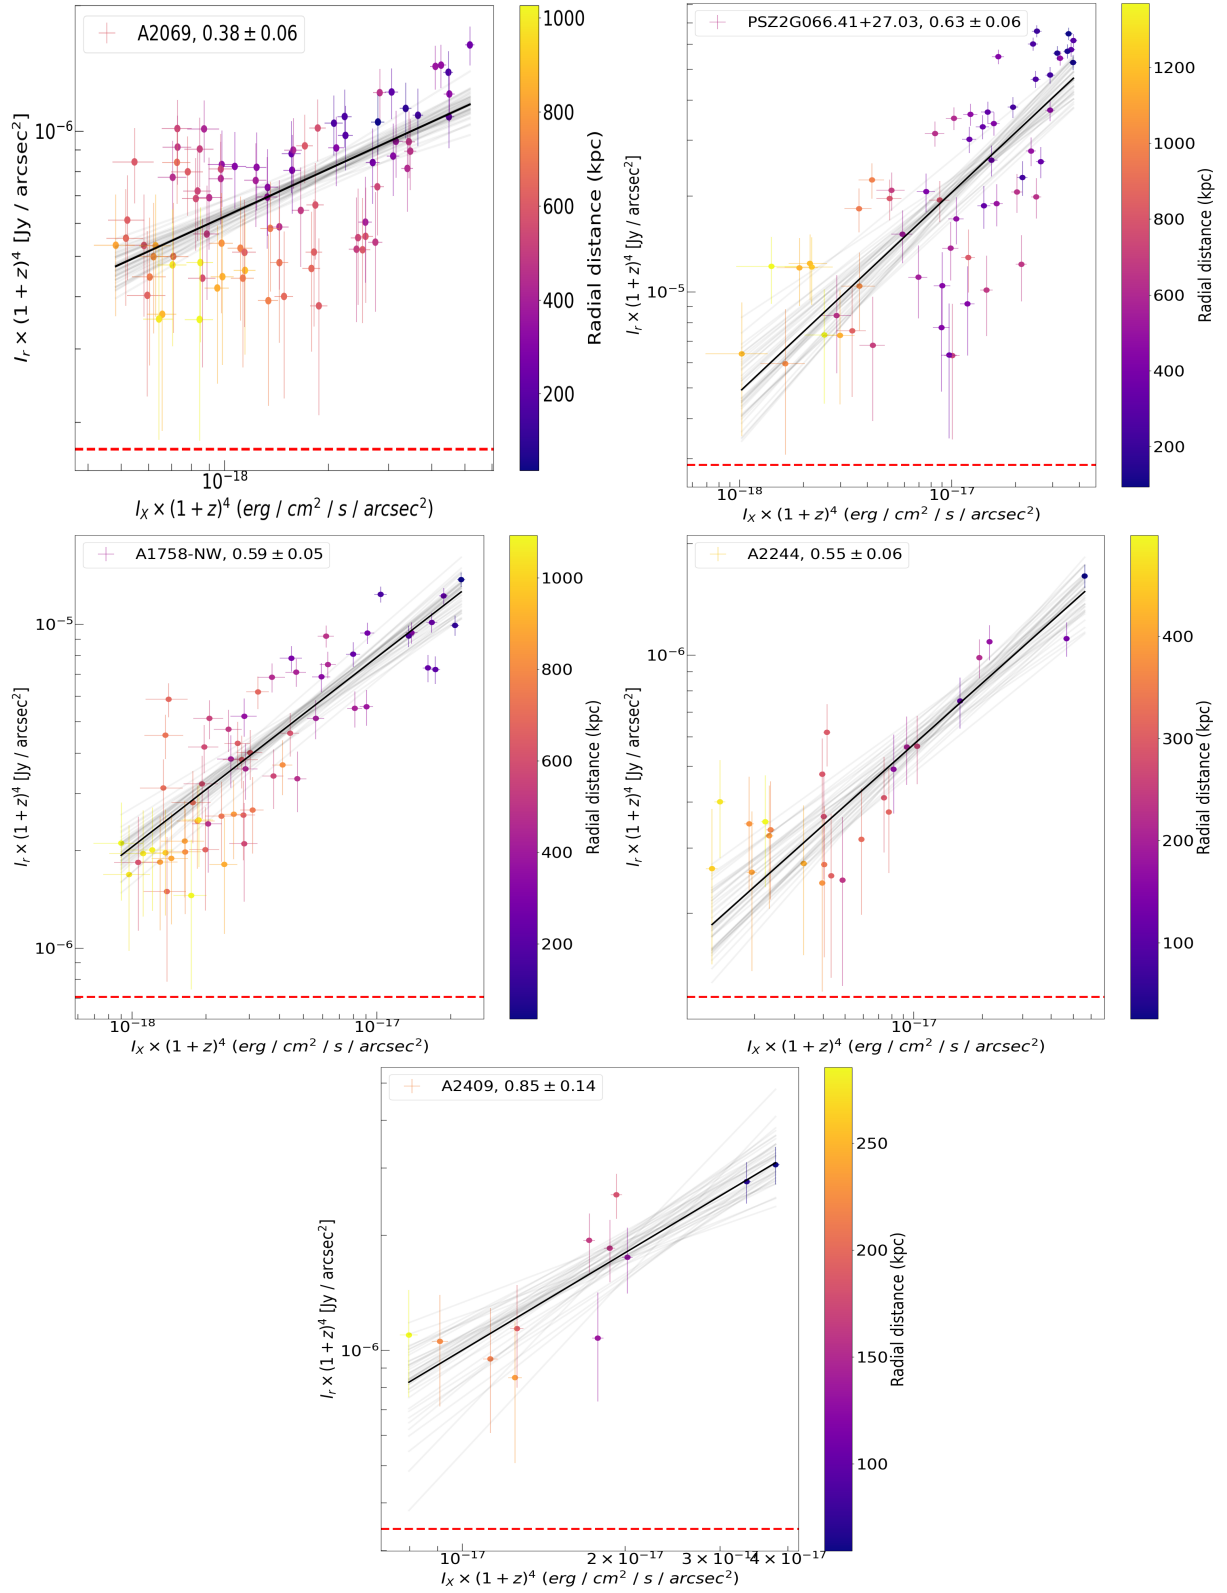 A2069, 0.38 ± 0.06
10⁻⁶
I_r × (1 + z)⁴ [Jy / arcsec²]
10⁻¹⁸
I_X × (1 + z)⁴ (erg / cm² / s / arcsec²)
1000
800
600
400
200
Radial distance (kpc)
PSZ2G066.41+27.03, 0.63 ± 0.06
10⁻⁵
I_r × (1 + z)⁴ [Jy / arcsec²]
10⁻¹⁸ 10⁻¹⁷
I_X × (1 + z)⁴ (erg / cm² / s / arcsec²)
1200
1000
800
600
400
200
Radial distance (kpc)
A1758-NW, 0.59 ± 0.05
10⁻⁵
10⁻⁶
I_r × (1 + z)⁴ [Jy / arcsec²]
10⁻¹⁸ 10⁻¹⁷
I_X × (1 + z)⁴ (erg / cm² / s / arcsec²)
1000
800
600
400
200
Radial distance (kpc)
A2244, 0.55 ± 0.06
10⁻⁶
I_r × (1 + z)⁴ [Jy / arcsec²]
10⁻¹⁷
I_X × (1 + z)⁴ (erg / cm² / s / arcsec²)
400
300
200
100
Radial distance (kpc)
A2409, 0.85 ± 0.14
10⁻⁶
I_r × (1 + z)⁴ [Jy / arcsec²]
10⁻¹⁷ 2 × 10⁻¹⁷ 3 × 10⁻¹⁷ 4 × 10⁻¹⁷
I_X × (1 + z)⁴ (erg / cm² / s / arcsec²)
250
200
150
100
Radial distance (kpc)